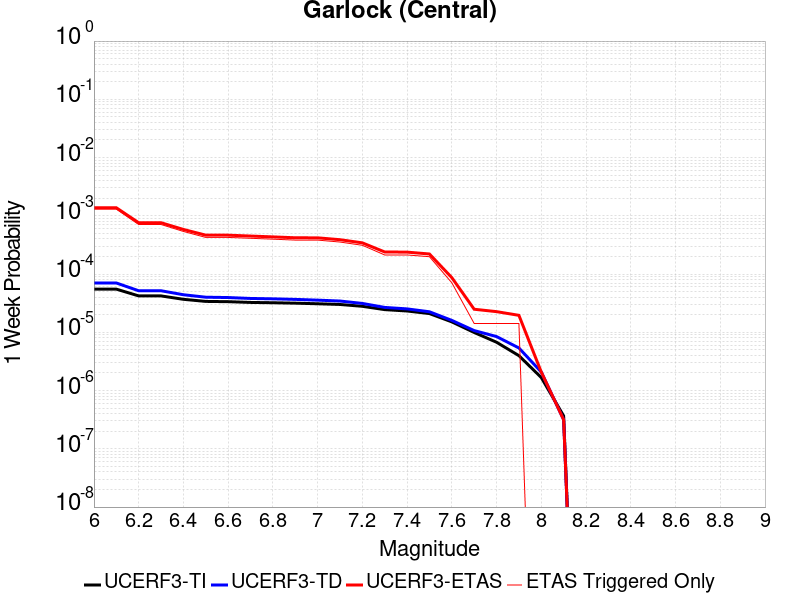 Garlock (Central)
10 0
10 -1
10 -2
10 -3
10 -4
10 -5
10 -6
10 -7
10 -8
1 Week Probability
6 6.2 6.4 6.6 6.8 7 7.2 7.4 7.6 7.8 8 8.2 8.4 8.6 8.8 9
Magnitude
UCERF3-TI UCERF3-TD UCERF3-ETAS ETAS Triggered Only